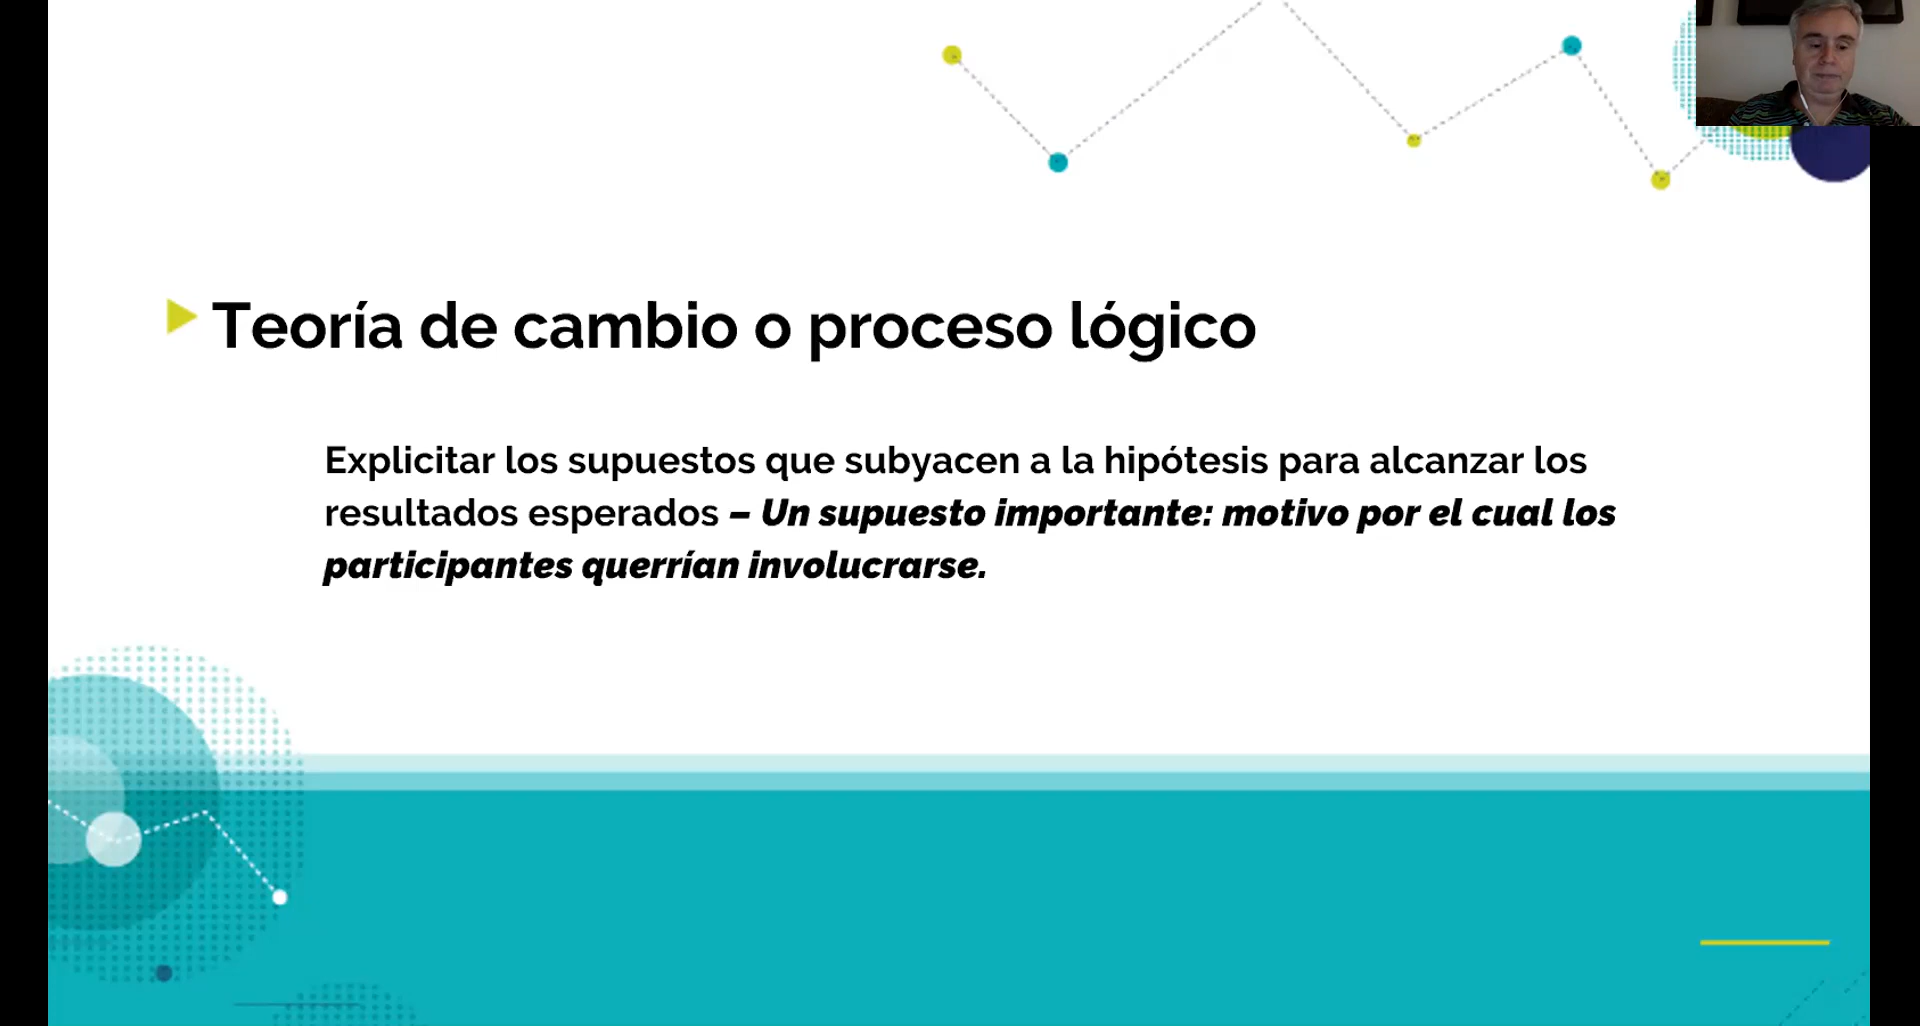 Teoría de cambio o proceso lógico
Explicitar los supuestos que subyacen a la hipótesis para alcanzar los
resultados esperados – Un supuesto importante: motivo por el cual los
participantes querrían involucrarse.